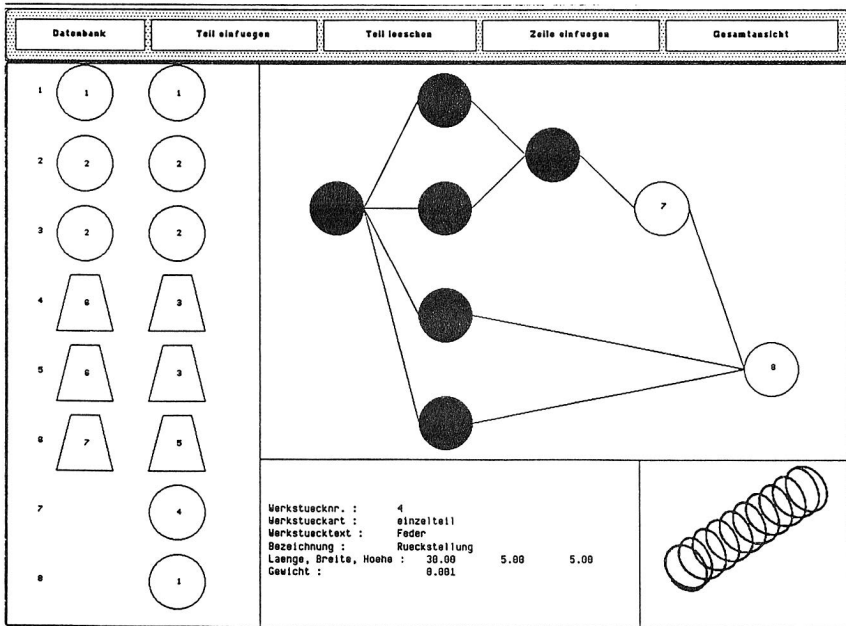 Datenbank Teil einfuegen Teil loeschen Zeile einfuegen Gesamtansicht
1 1 1
2 2 2
3 2 2
4 6 3
5 6 3
6 7 5
7 4
8 1
7
8
Werkstuecknr. : 4
Werkstueckart : einzelteil
Werkstuecktext : Feder
Bezeichnung : Rueckstellung
Laenge, Breite, Hoehe : 30.00 5.00 5.00
Gewicht : 0.001